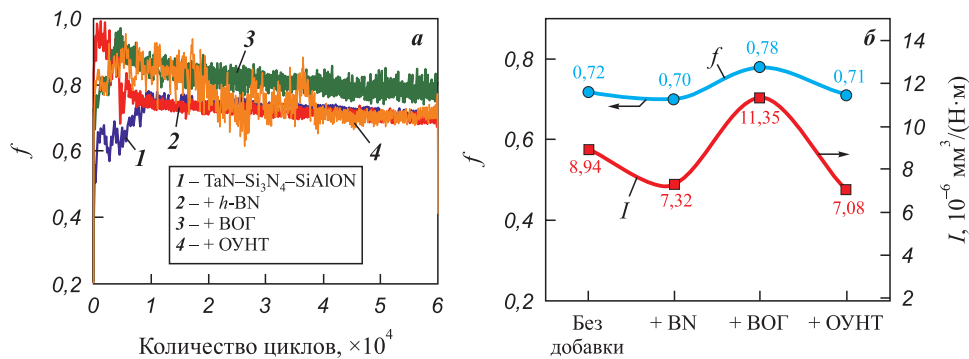 1,0
0,8
0,6
0,4
0,2
f
а
3
2
1
4
1 – TaN–Si₃N₄–SiAlON
2 – + h-BN
3 – + ВОГ
4 – + ОУНТ
0 1 2 3 4 5 6
Количество циклов, ×10⁴
1,0
0,8
0,6
0,4
0,2
f
б
0,72
0,70
0,78
0,71
f
8,94
7,32
11,35
7,08
I
14
12
10
8
6
4
2
I, 10⁻⁶ мм³/(Н·м)
Без добавки
+ BN
+ ВОГ
+ ОУНТ